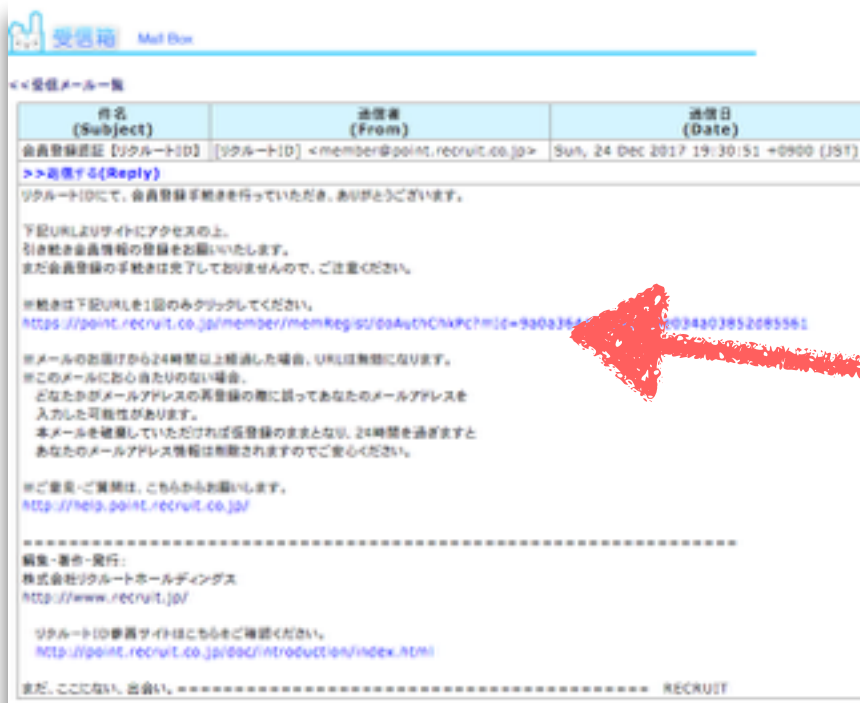 受信箱 Mail Box
<<受信メール一覧
件名 送信者 送信日
(Subject) (From) (Date)
会員登録認証【リクルートID】 [リクルートID] <member@point.recruit.co.jp> Sun, 24 Dec 2017 19:30:51 +0900 (JST)
>>返信する(Reply)
リクルートIDにて、会員登録手続きを行っていただき、ありがとうございます。
下記URLよりサイトにアクセスの上、
引き続き会員情報の登録をお願いいたします。
まだ会員登録の手続きは完了しておりませんので、ご注意ください。
※続きは下記URLを1回のみクリックしてください。
https://point.recruit.co.jp/member/memRegist/doAuthChkPc?mid=9a0a364 e034a03852d85561
※メールのお届けから24時間以上経過した場合、URLは無効になります。
※このメールにお心当たりのない場合、
どなたかがメールアドレスの再登録の際に誤ってあなたのメールアドレスを
入力した可能性があります。
本メールを破棄していただければ仮登録のままとなり、24時間を過ぎますと
あなたのメールアドレス情報は削除されますのでご安心ください。
※ご意見・ご質問は、こちらからお願いします。
http://help.point.recruit.co.jp/
編集・著作・発行:
株式会社リクルートホールディングス
http://www.recruit.jp/
リクルートID参画サイトはこちらをご確認ください。
http://point.recruit.co.jp/doc/introduction/index.html
まだ、ここにない、出会い。 RECRUIT